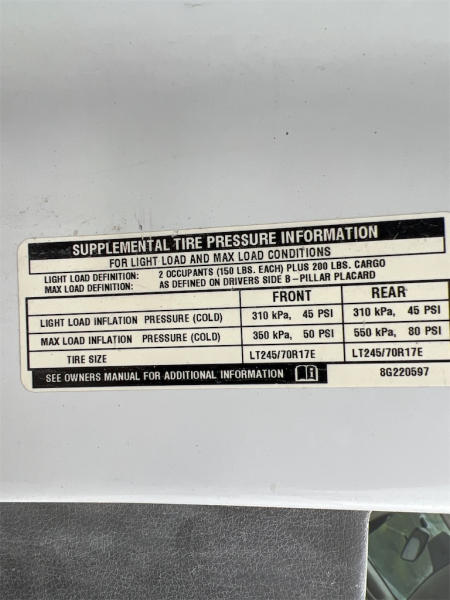 SUPPLEMENTAL TIRE PRESSURE INFORMATION
FOR LIGHT LOAD AND MAX LOAD CONDITIONS
LIGHT LOAD DEFINITION: 2 OCCUPANTS (150 LBS. EACH) PLUS 200 LBS. CARGO
MAX LOAD DEFINITION: AS DEFINED ON DRIVERS SIDE B-PILLAR PLACARD
FRONT REAR
LIGHT LOAD INFLATION PRESSURE (COLD) 310 kPa, 45 PSI 310 kPa, 45 PSI
MAX LOAD INFLATION PRESSURE (COLD) 350 kPa, 50 PSI 550 kPa, 80 PSI
TIRE SIZE LT245/70R17E LT245/70R17E
SEE OWNERS MANUAL FOR ADDITIONAL INFORMATION 8G220597